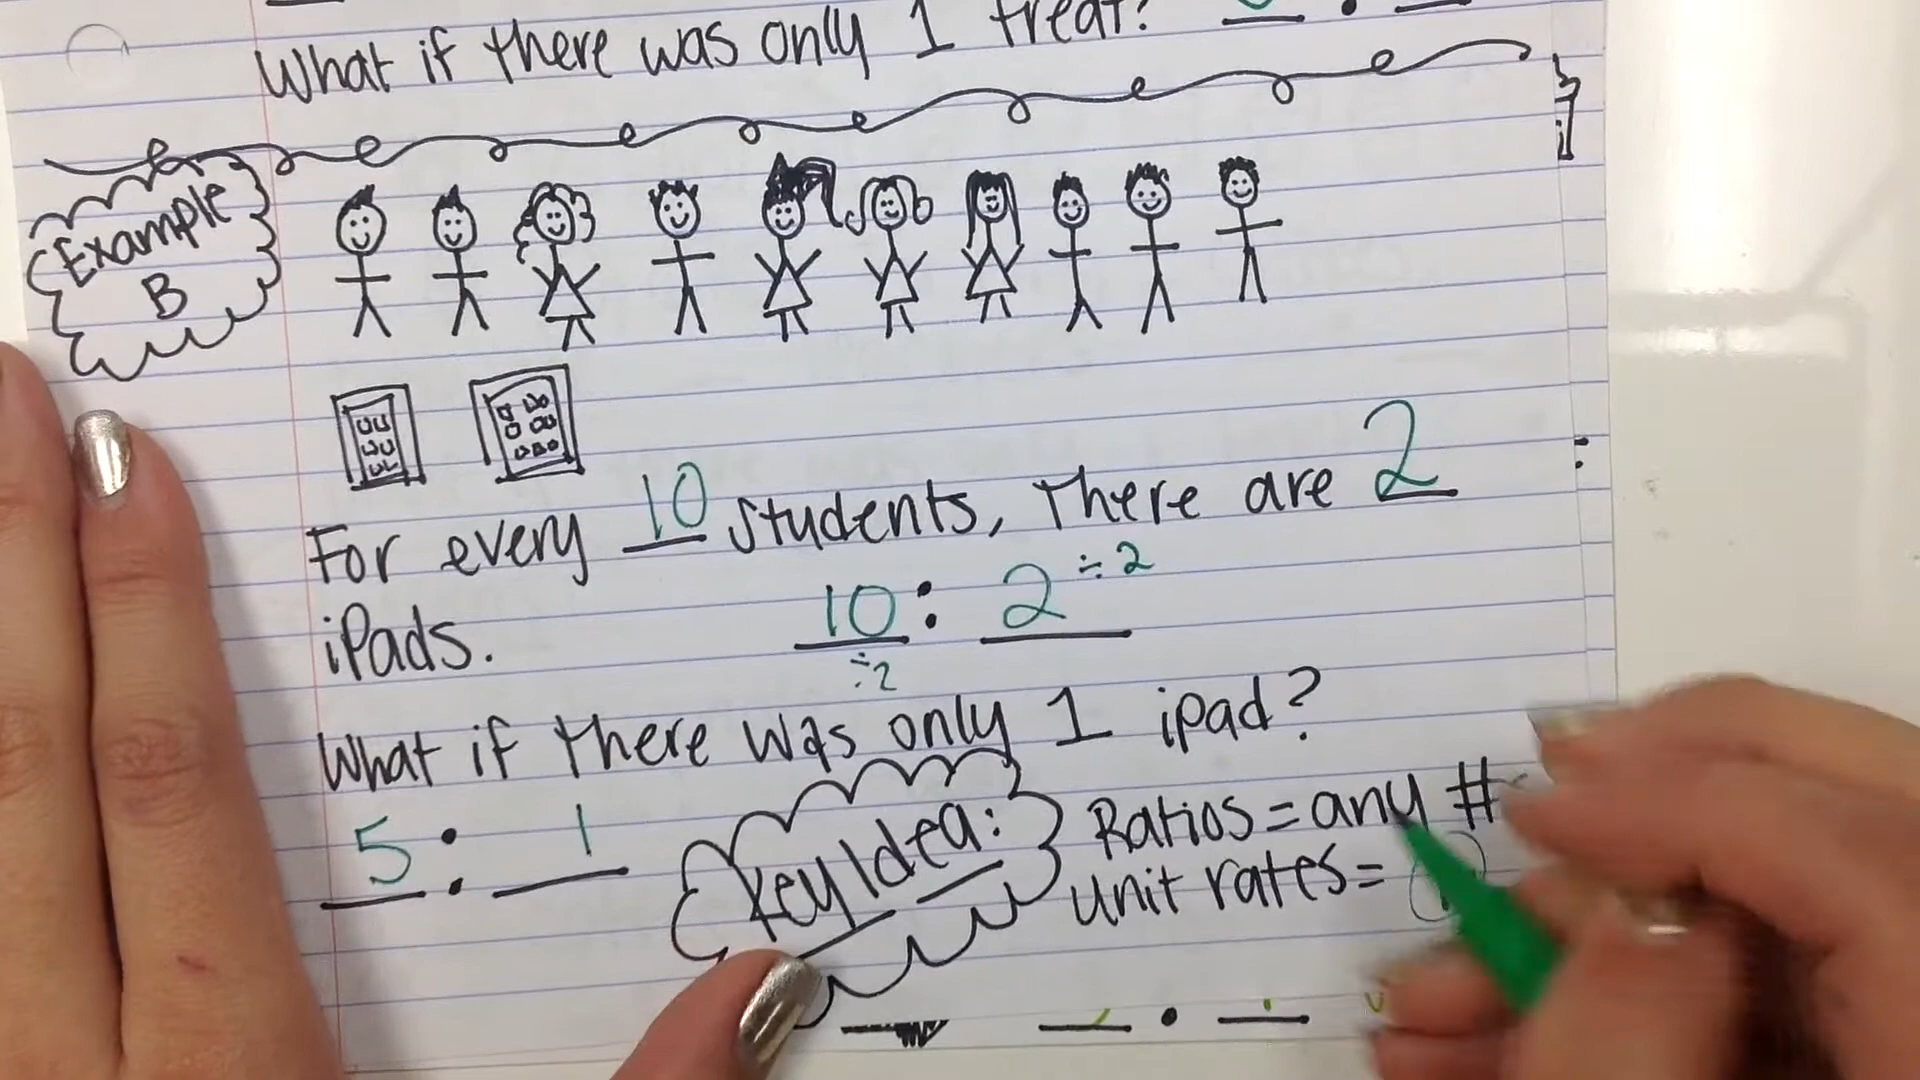 What if there was only 1 treat?
Example
B
For every 10 students, there are 2
iPads.
10 : 2 ÷2
÷2
What if there was only 1 ipad?
5 : 1
Key Idea:
Ratios = any #
Unit rates =